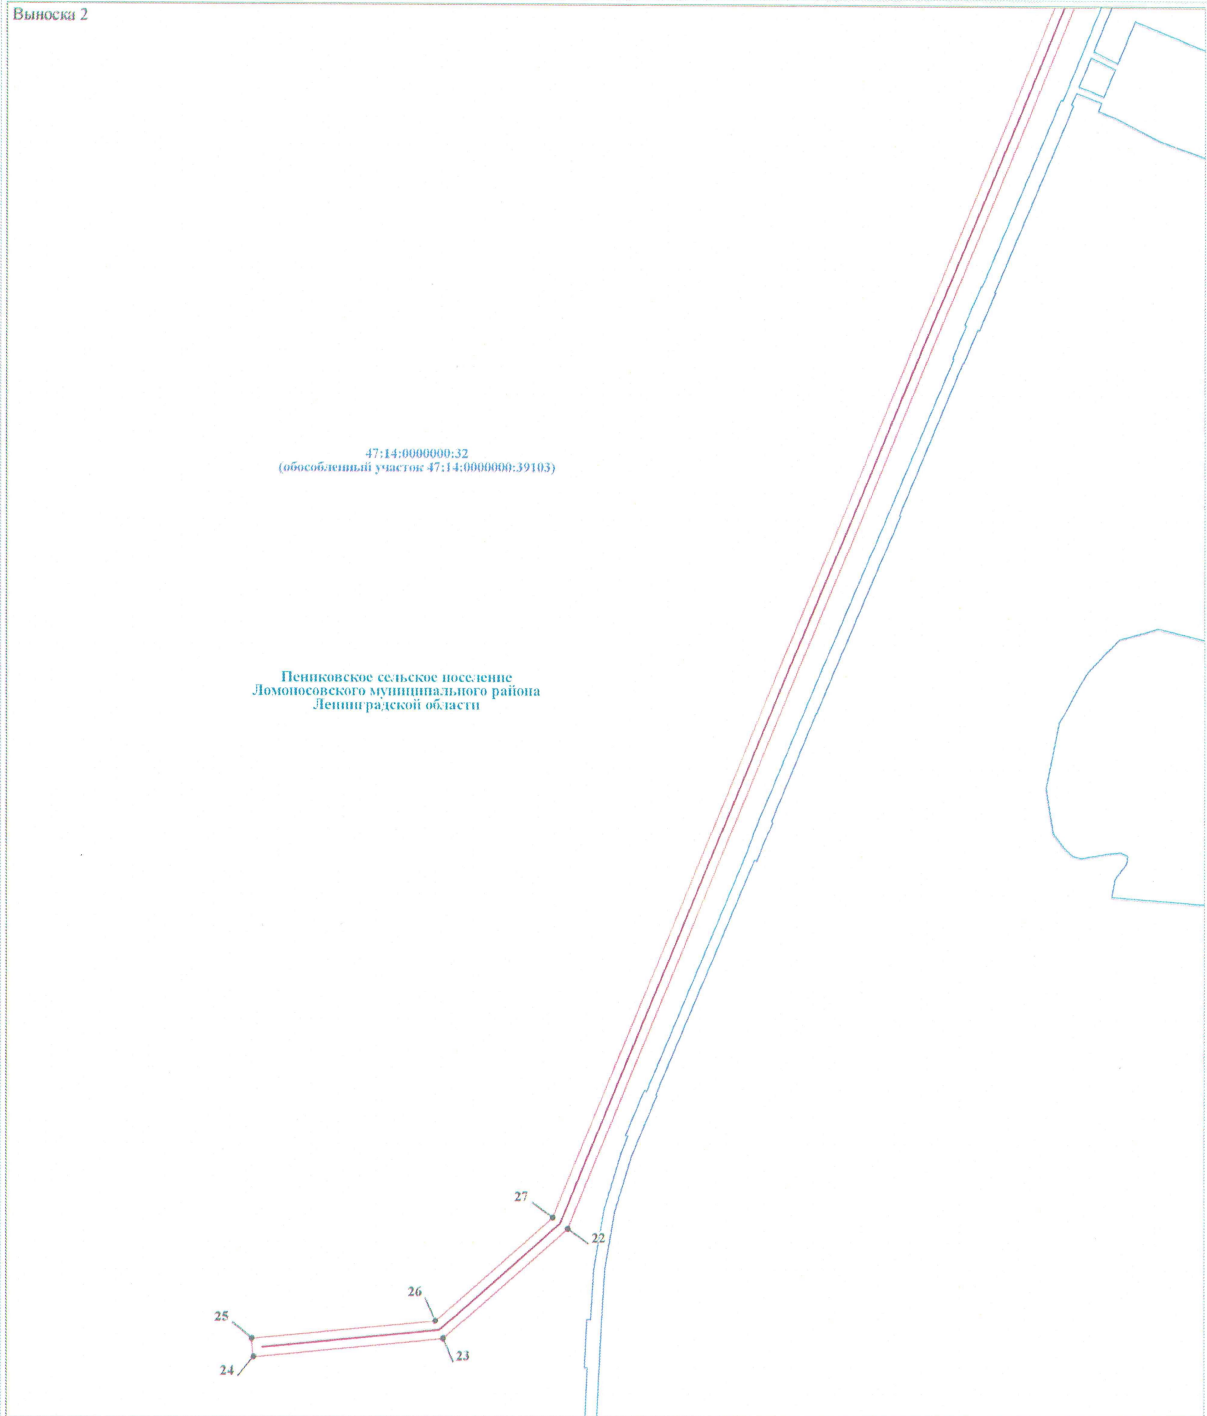 Выноска 2
47:14:0000000:32
(обособленный участок 47:14:0000000:39103)
Пениковское сельское поселение
Ломоносовского муниципального района
Ленинградской области
27
22
26
25
23
24